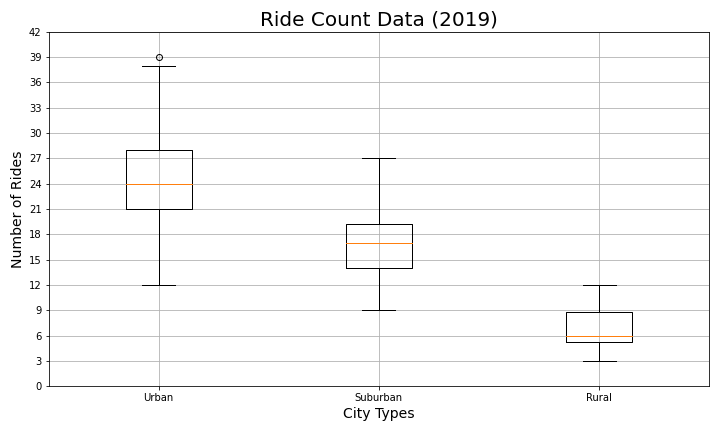 Ride Count Data (2019)
Number of Rides
42
39
36
33
30
27
24
21
18
15
12
9
6
3
0
Urban
Suburban
Rural
City Types